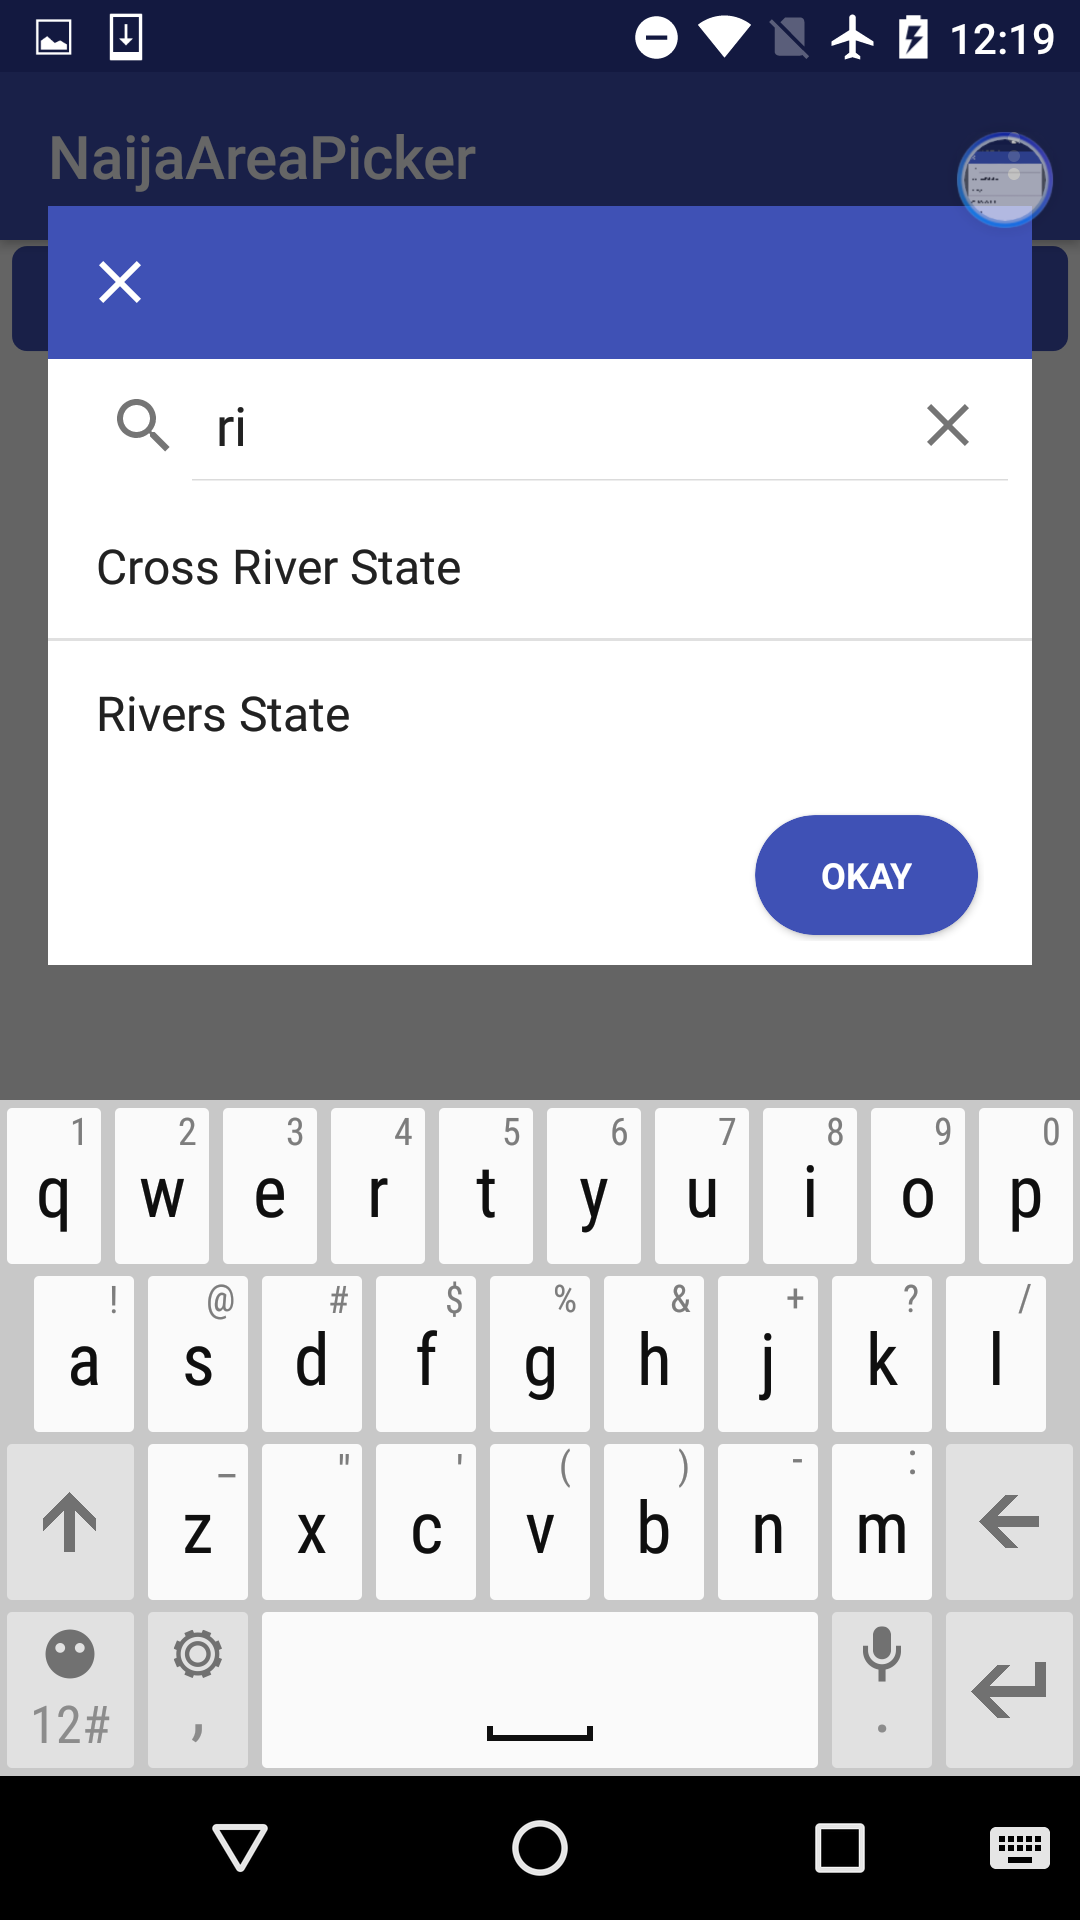 12:19
NaijaAreaPicker
ri
Cross River State
Rivers State
OKAY
1 2 3 4 5 6 7 8 9 0
q w e r t y u i o p
! @ # $ % & + ? /
a s d f g h j k l
_ " ' ( ) - :
z x c v b n m
12# , .